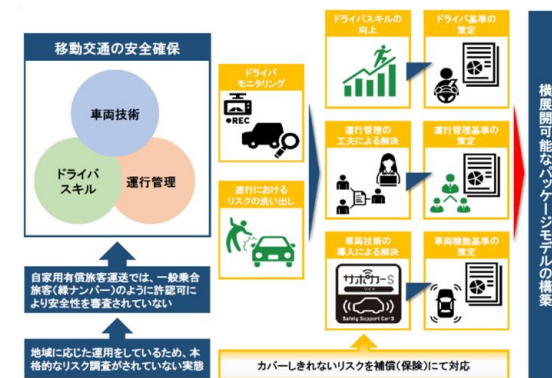 移動交通の安全確保
車両技術
ドライバ
スキル
運行管理
自家用有償旅客運送では、一般乗合
旅客(緑ナンバー)のように許認可に
より安全性を審査されていない
地域に応じた運用をしているため、本
格的なリスク調査がされていない実態
ドライバ
モニタリング
REC
運行における
リスクの洗い出し
ドライバスキルの
向上
ドライバ基準の
策定
運行管理の
工夫による解決
運行管理基準の
策定
車両技術の
導入による解決
サポカーS
Safety Support Car S
車両機能基準の
策定
カバーしきれないリスクを補償(保険)にて対応
横展開可能なパッケージモデルの構築